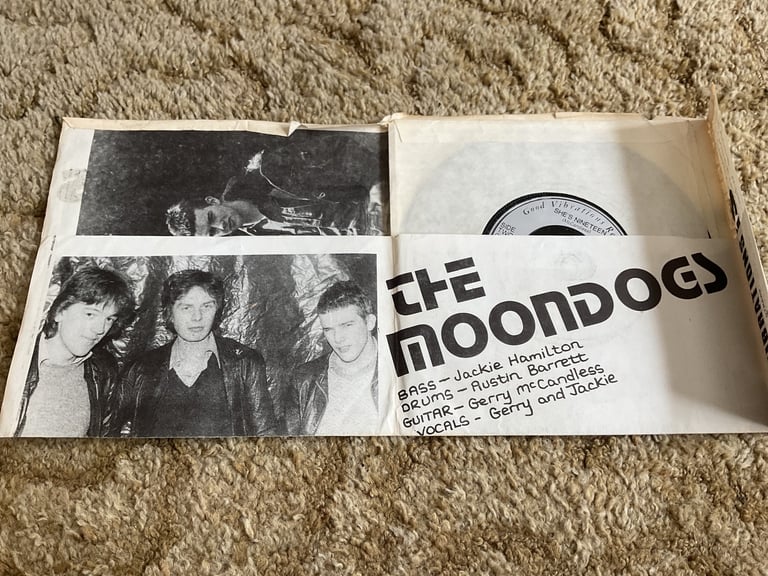 Good Vibrations Re
SHE'S NINETEEN
THE
MOONDOGS
BASS - Jackie Hamilton
DRUMS - Austin Barrett
GUITAR - Gerry McCandless
VOCALS - Gerry and Jackie